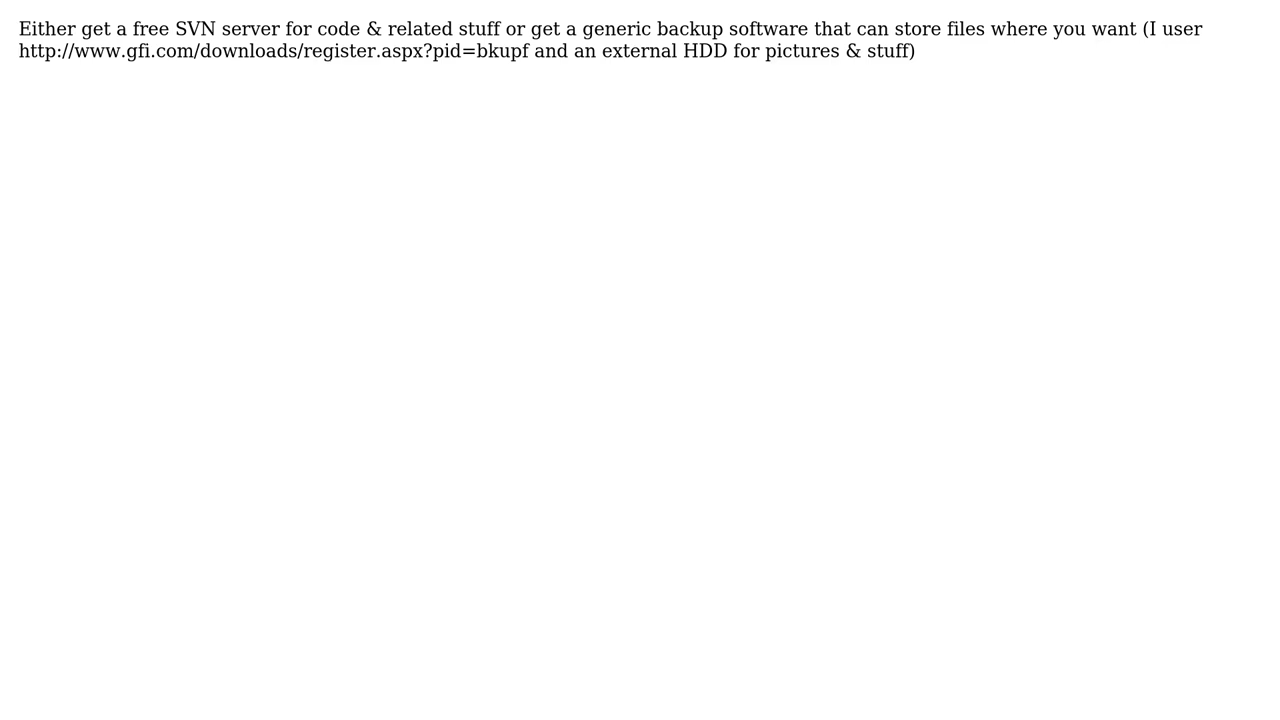 Either get a free SVN server for code & related stuff or get a generic backup software that can store files where you want (I user
http://www.gfi.com/downloads/register.aspx?pid=bkupf and an external HDD for pictures & stuff)